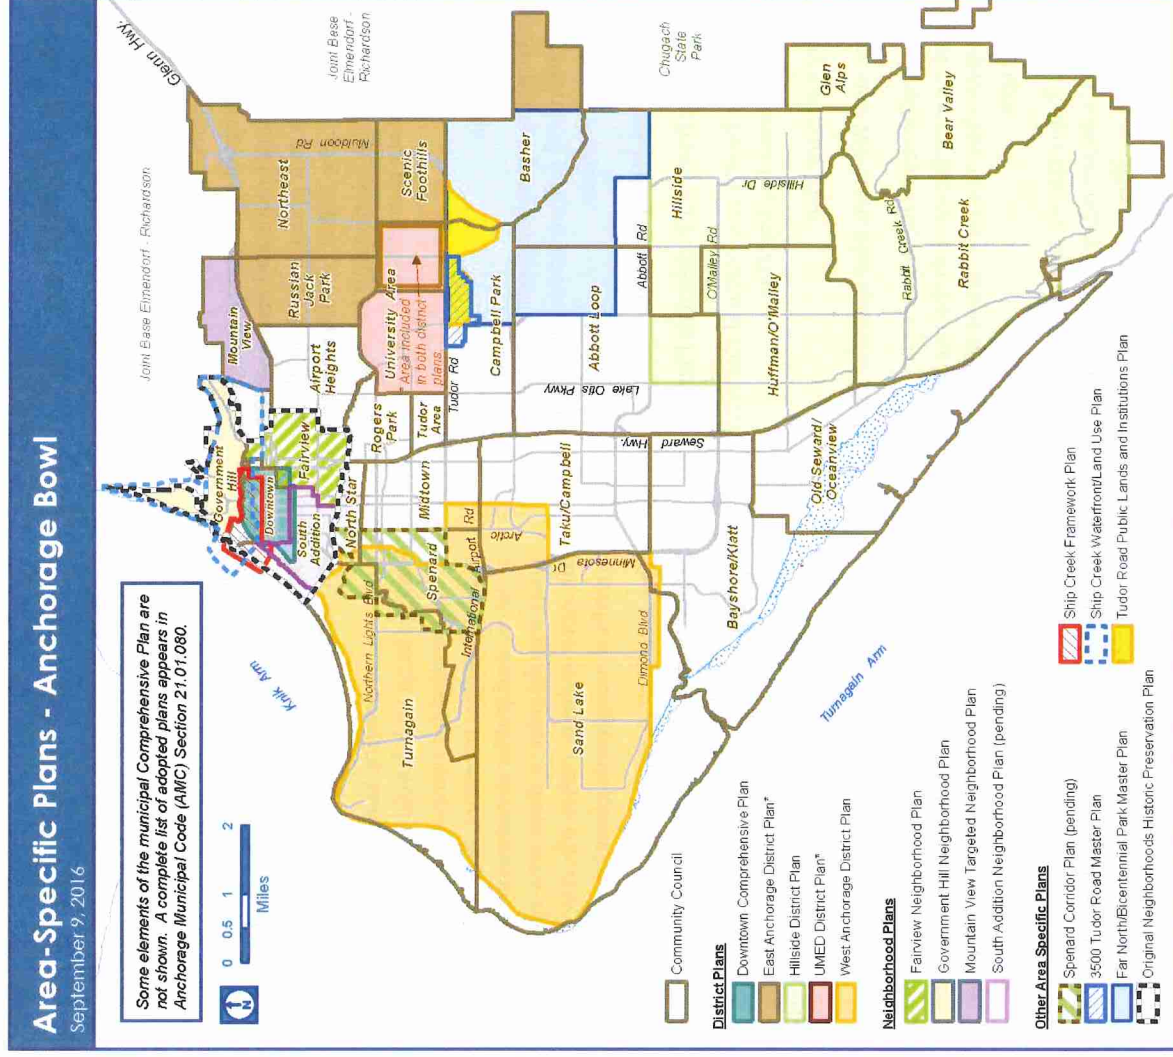 Area-Specific Plans - Anchorage Bowl
September 9, 2016
Some elements of the municipal Comprehensive Plan are
not shown. A complete list of adopted plans appears in
Anchorage Municipal Code (AMC) Section 21.01.080.
N
0 0.5 1 2
Miles
Glenn Hwy.
Joint Base Elmendorf - Richardson
Joint Base
Elmendorf -
Richardson
Chugach
State
Park
Knik Arm
Turnagain Arm
Government
Hill
Downtown
South
Addition
Fairview
Mountain
View
Airport
Heights
Russian
Jack
Park
Northeast
Muldoon Rd
Scenic
Foothills
University Area
*Area included
in both district
plans.
North Star
Rogers
Park
Midtown
Tudor
Area
Tudor Rd
Campbell Park
Basher
Northern Lights Blvd
Turnagain
Spenard
International
Airport
Rd
Arctic
Minnesota
Dr
Sand Lake
Dimond Blvd
Taku/Campbell
Seward
Hwy.
Lake Otis Pkwy
Abbott Loop
Abbott Rd
O'Malley Rd
Hillside
Hillside Dr
Glen
Alps
Bear Valley
Huffman/O'Malley
Rabbit Creek Rd
Rabbit Creek
Old Seward/
Oceanview
Bayshore/Klatt
Community Council
District Plans
Downtown Comprehensive Plan
East Anchorage District Plan*
Hillside District Plan
UMED District Plan*
West Anchorage District Plan
Neighborhood Plans
Fairview Neighborhood Plan
Government Hill Neighborhood Plan
Mountain View Targeted Neighborhood Plan
South Addition Neighborhood Plan (pending)
Other Area Specific Plans
Spenard Corridor Plan (pending)
3500 Tudor Road Master Plan
Far North/Bicentennial Park Master Plan
Original Neighborhoods Historic Preservation Plan
Ship Creek Framework Plan
Ship Creek Waterfront/Land Use Plan
Tudor Road Public Lands and Institutions Plan